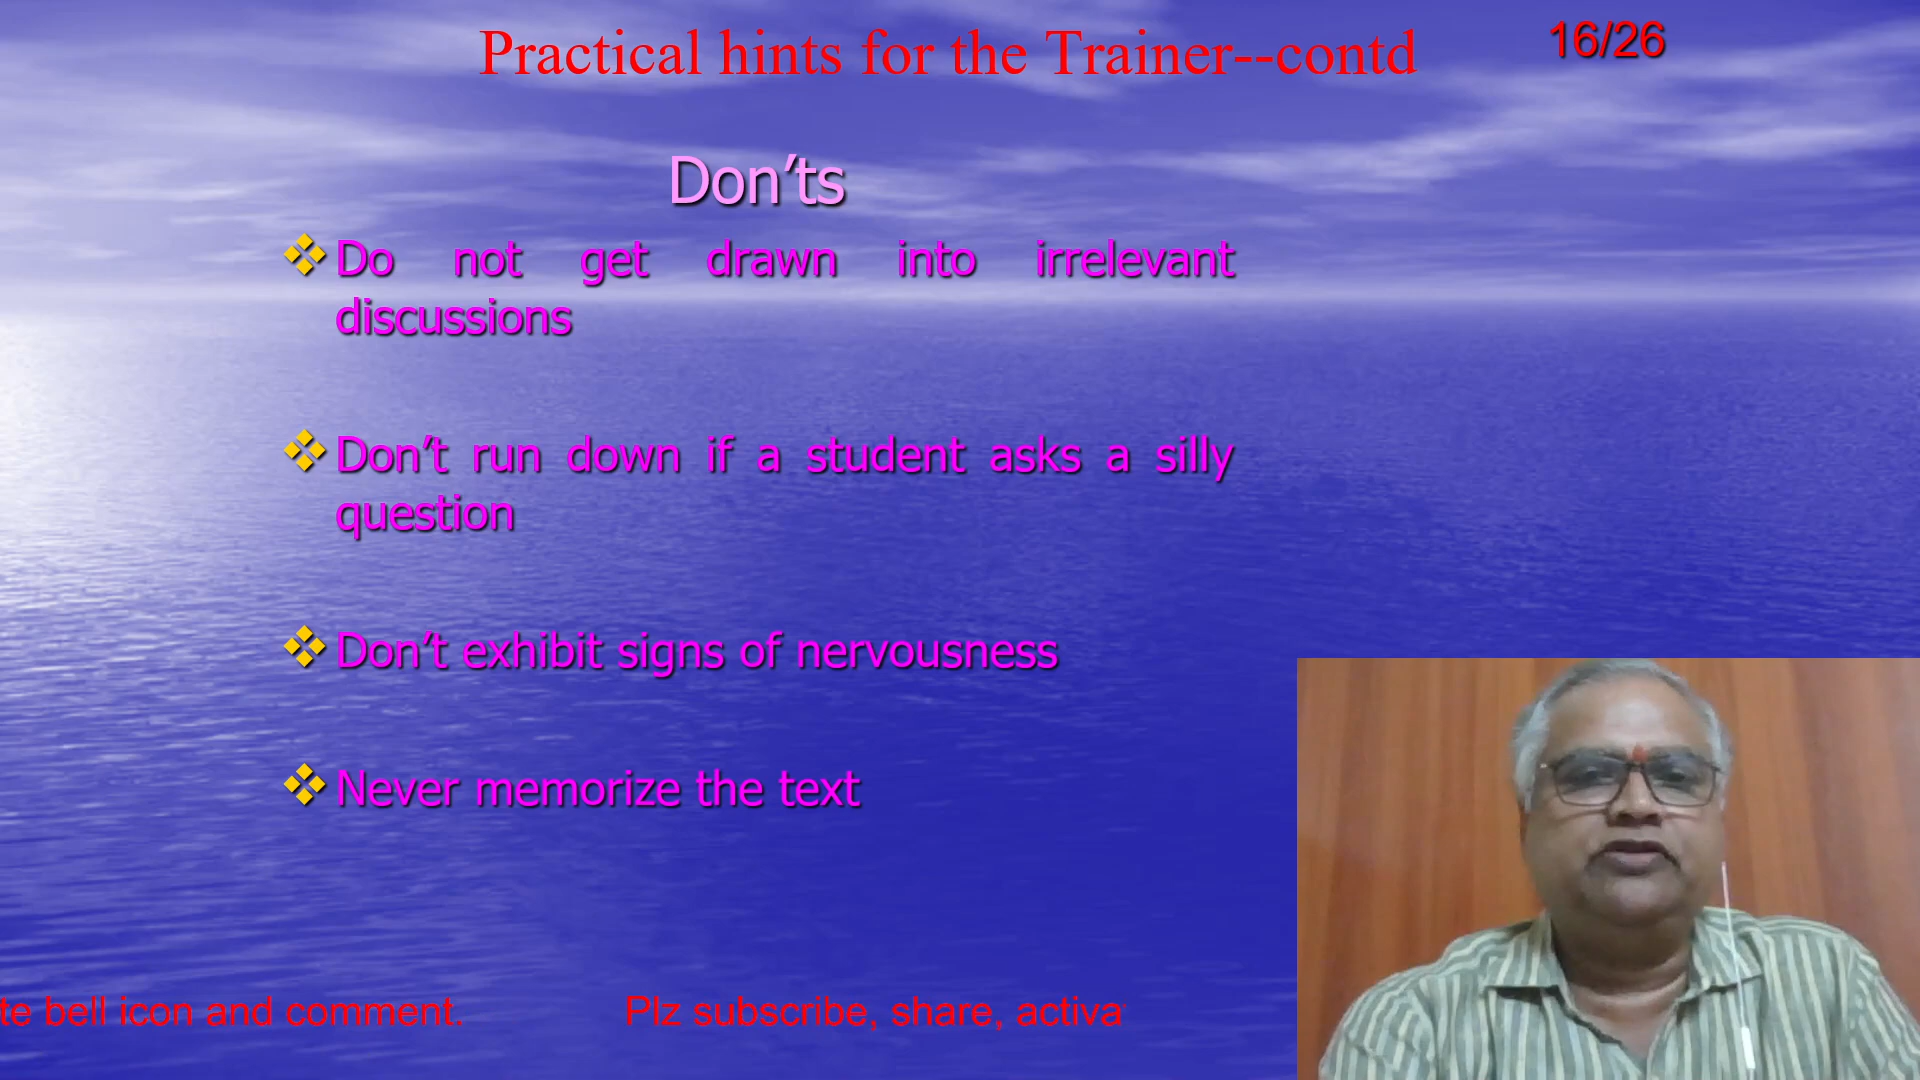 Practical hints for the Trainer--contd
16/26
Don’ts
Do not get drawn into irrelevant
discussions
Don’t run down if a student asks a silly
question
Don’t exhibit signs of nervousness
Never memorize the text
te bell icon and comment. Plz subscribe, share, activa